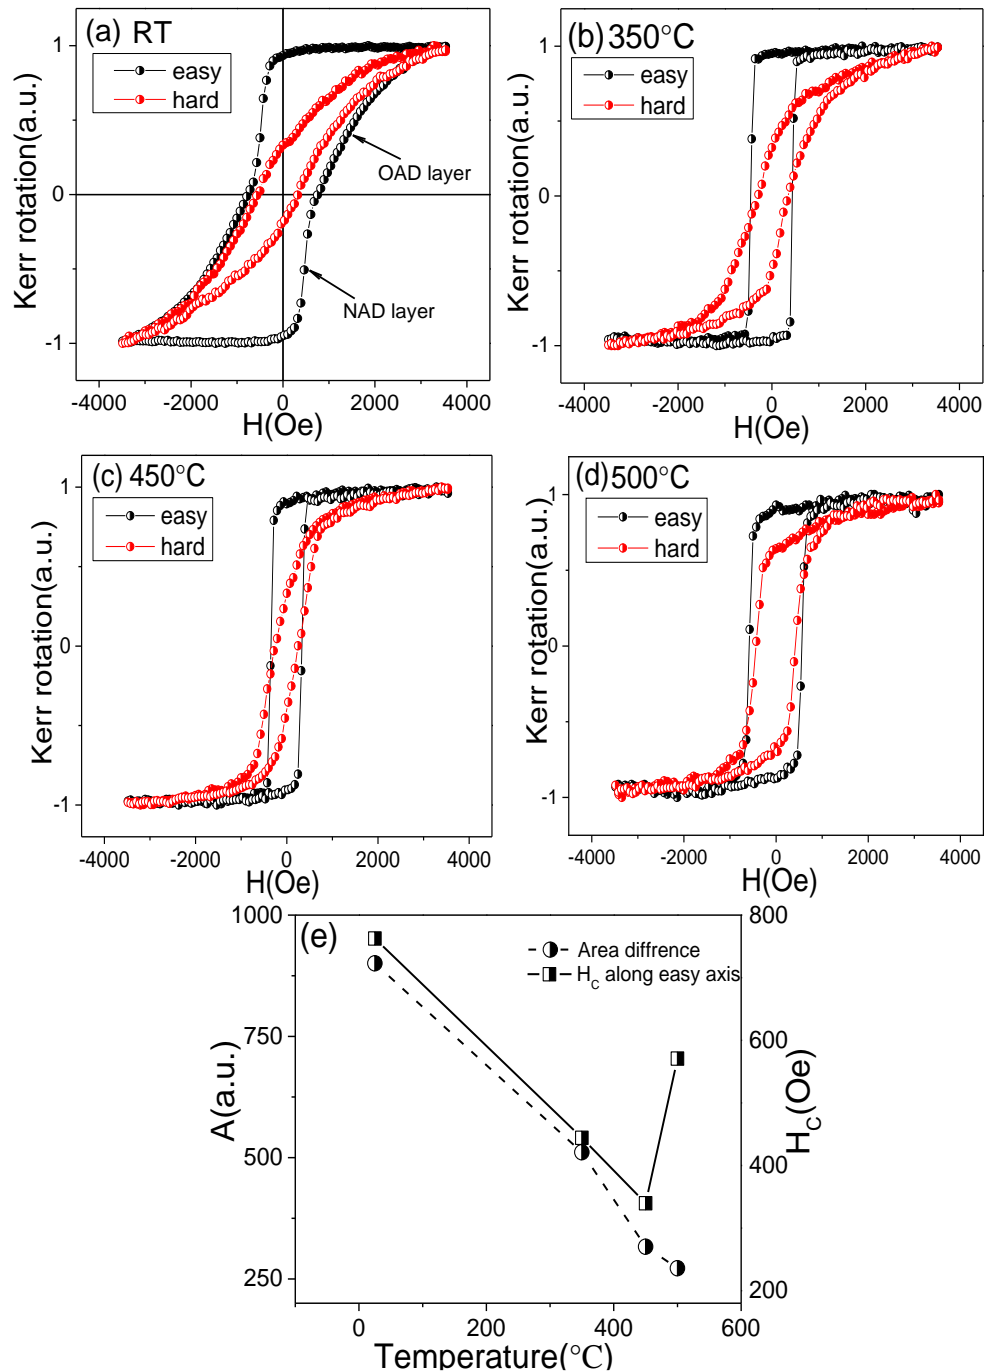 (a) RT
easy
hard
OAD layer
NAD layer
Kerr rotation(a.u.)
1
0
-1
-4000 -2000 0 2000 4000
H(Oe)
(b) 350°C
easy
hard
Kerr rotation(a.u.)
1
0
-1
-4000 -2000 0 2000 4000
H(Oe)
(c) 450°C
easy
hard
Kerr rotation(a.u.)
1
0
-1
-4000 -2000 0 2000 4000
H(Oe)
(d) 500°C
easy
hard
Kerr rotation(a.u.)
1
0
-1
-4000 -2000 0 2000 4000
H(Oe)
(e)
Area diffrence
H_C along easy axis
A(a.u.)
1000
750
500
250
H_C(Oe)
800
600
400
200
0 200 400 600
Temperature(°C)